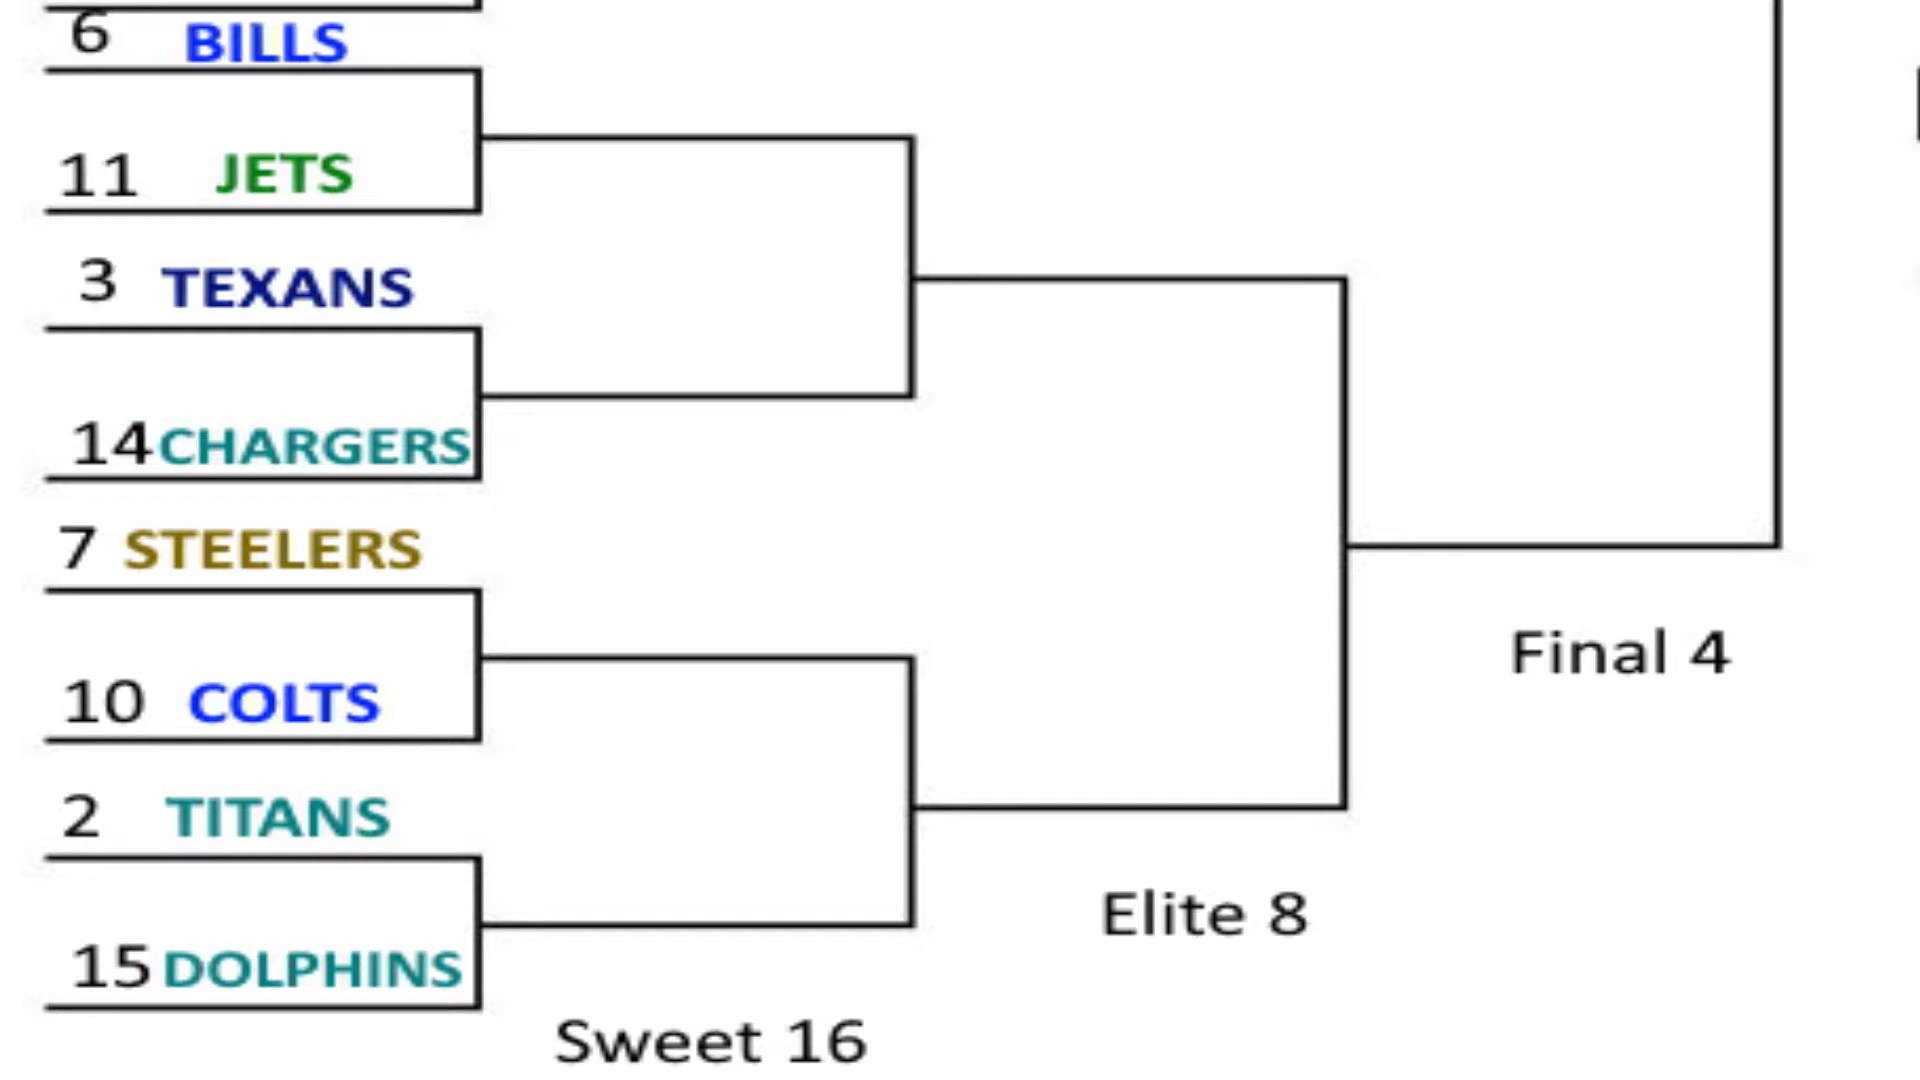 6 BILLS
11 JETS
3 TEXANS
14 CHARGERS
7 STEELERS
10 COLTS
2 TITANS
15 DOLPHINS
Sweet 16
Elite 8
Final 4